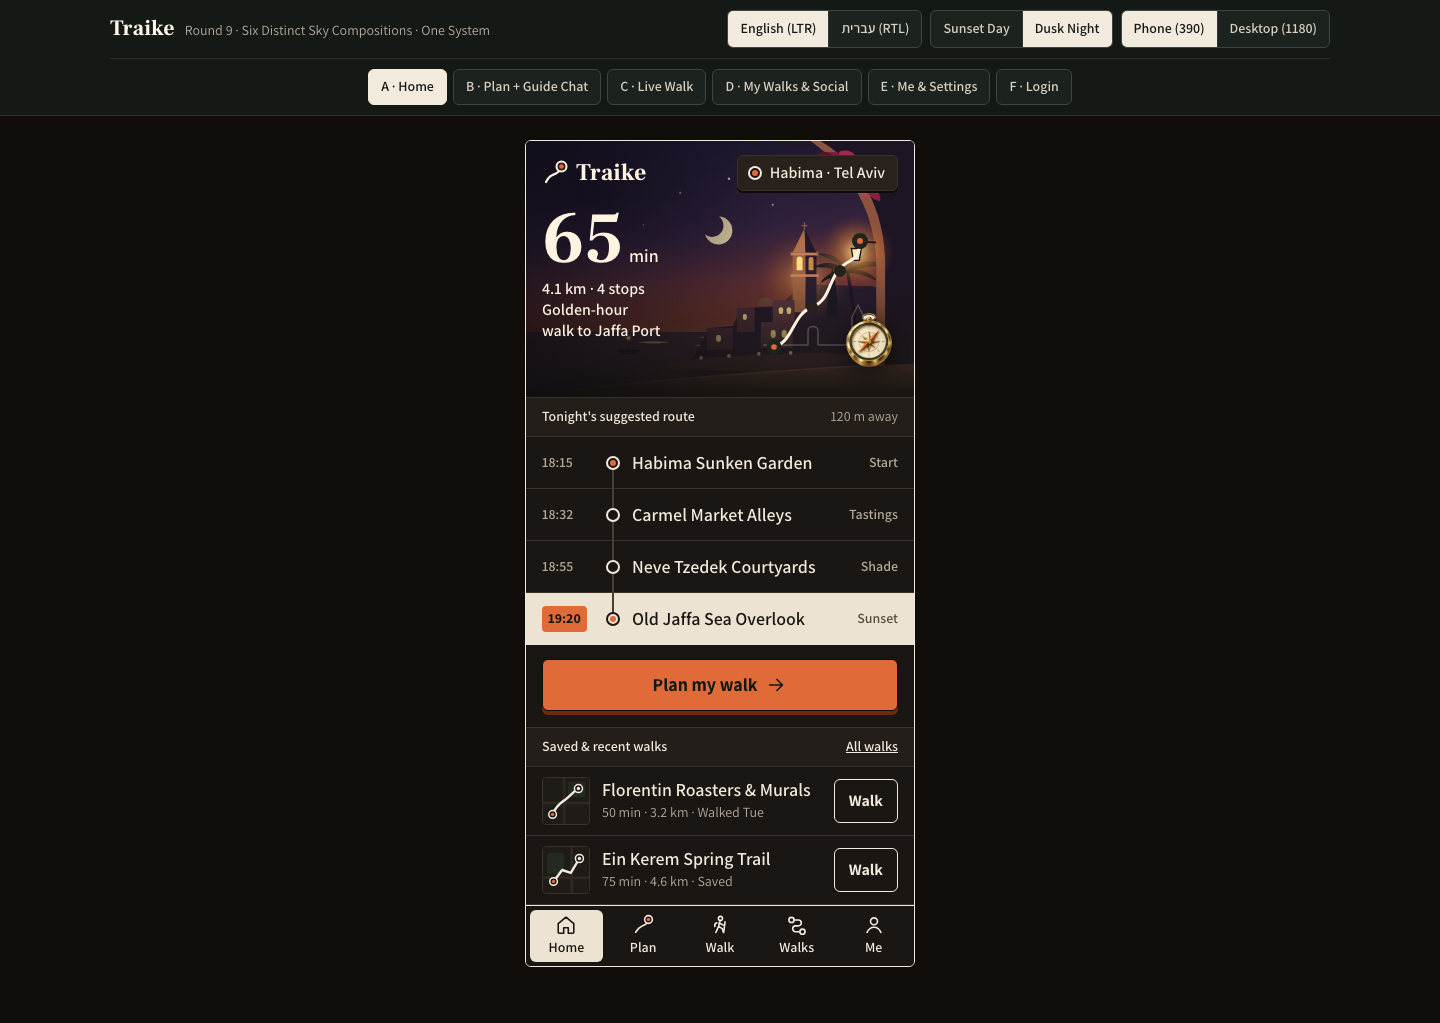 Traike Round 9 · Six Distinct Sky Compositions · One System
English (LTR) עברית (RTL) Sunset Day Dusk Night Phone (390) Desktop (1180)
A · Home B · Plan + Guide Chat C · Live Walk D · My Walks & Social E · Me & Settings F · Login
Traike
Habima · Tel Aviv
65 min
4.1 km · 4 stops
Golden-hour
walk to Jaffa Port
Tonight's suggested route 120 m away
18:15 Habima Sunken Garden Start
18:32 Carmel Market Alleys Tastings
18:55 Neve Tzedek Courtyards Shade
19:20 Old Jaffa Sea Overlook Sunset
Plan my walk →
Saved & recent walks All walks
Florentin Roasters & Murals
50 min · 3.2 km · Walked Tue
Walk
Ein Kerem Spring Trail
75 min · 4.6 km · Saved
Walk
Home Plan Walk Walks Me